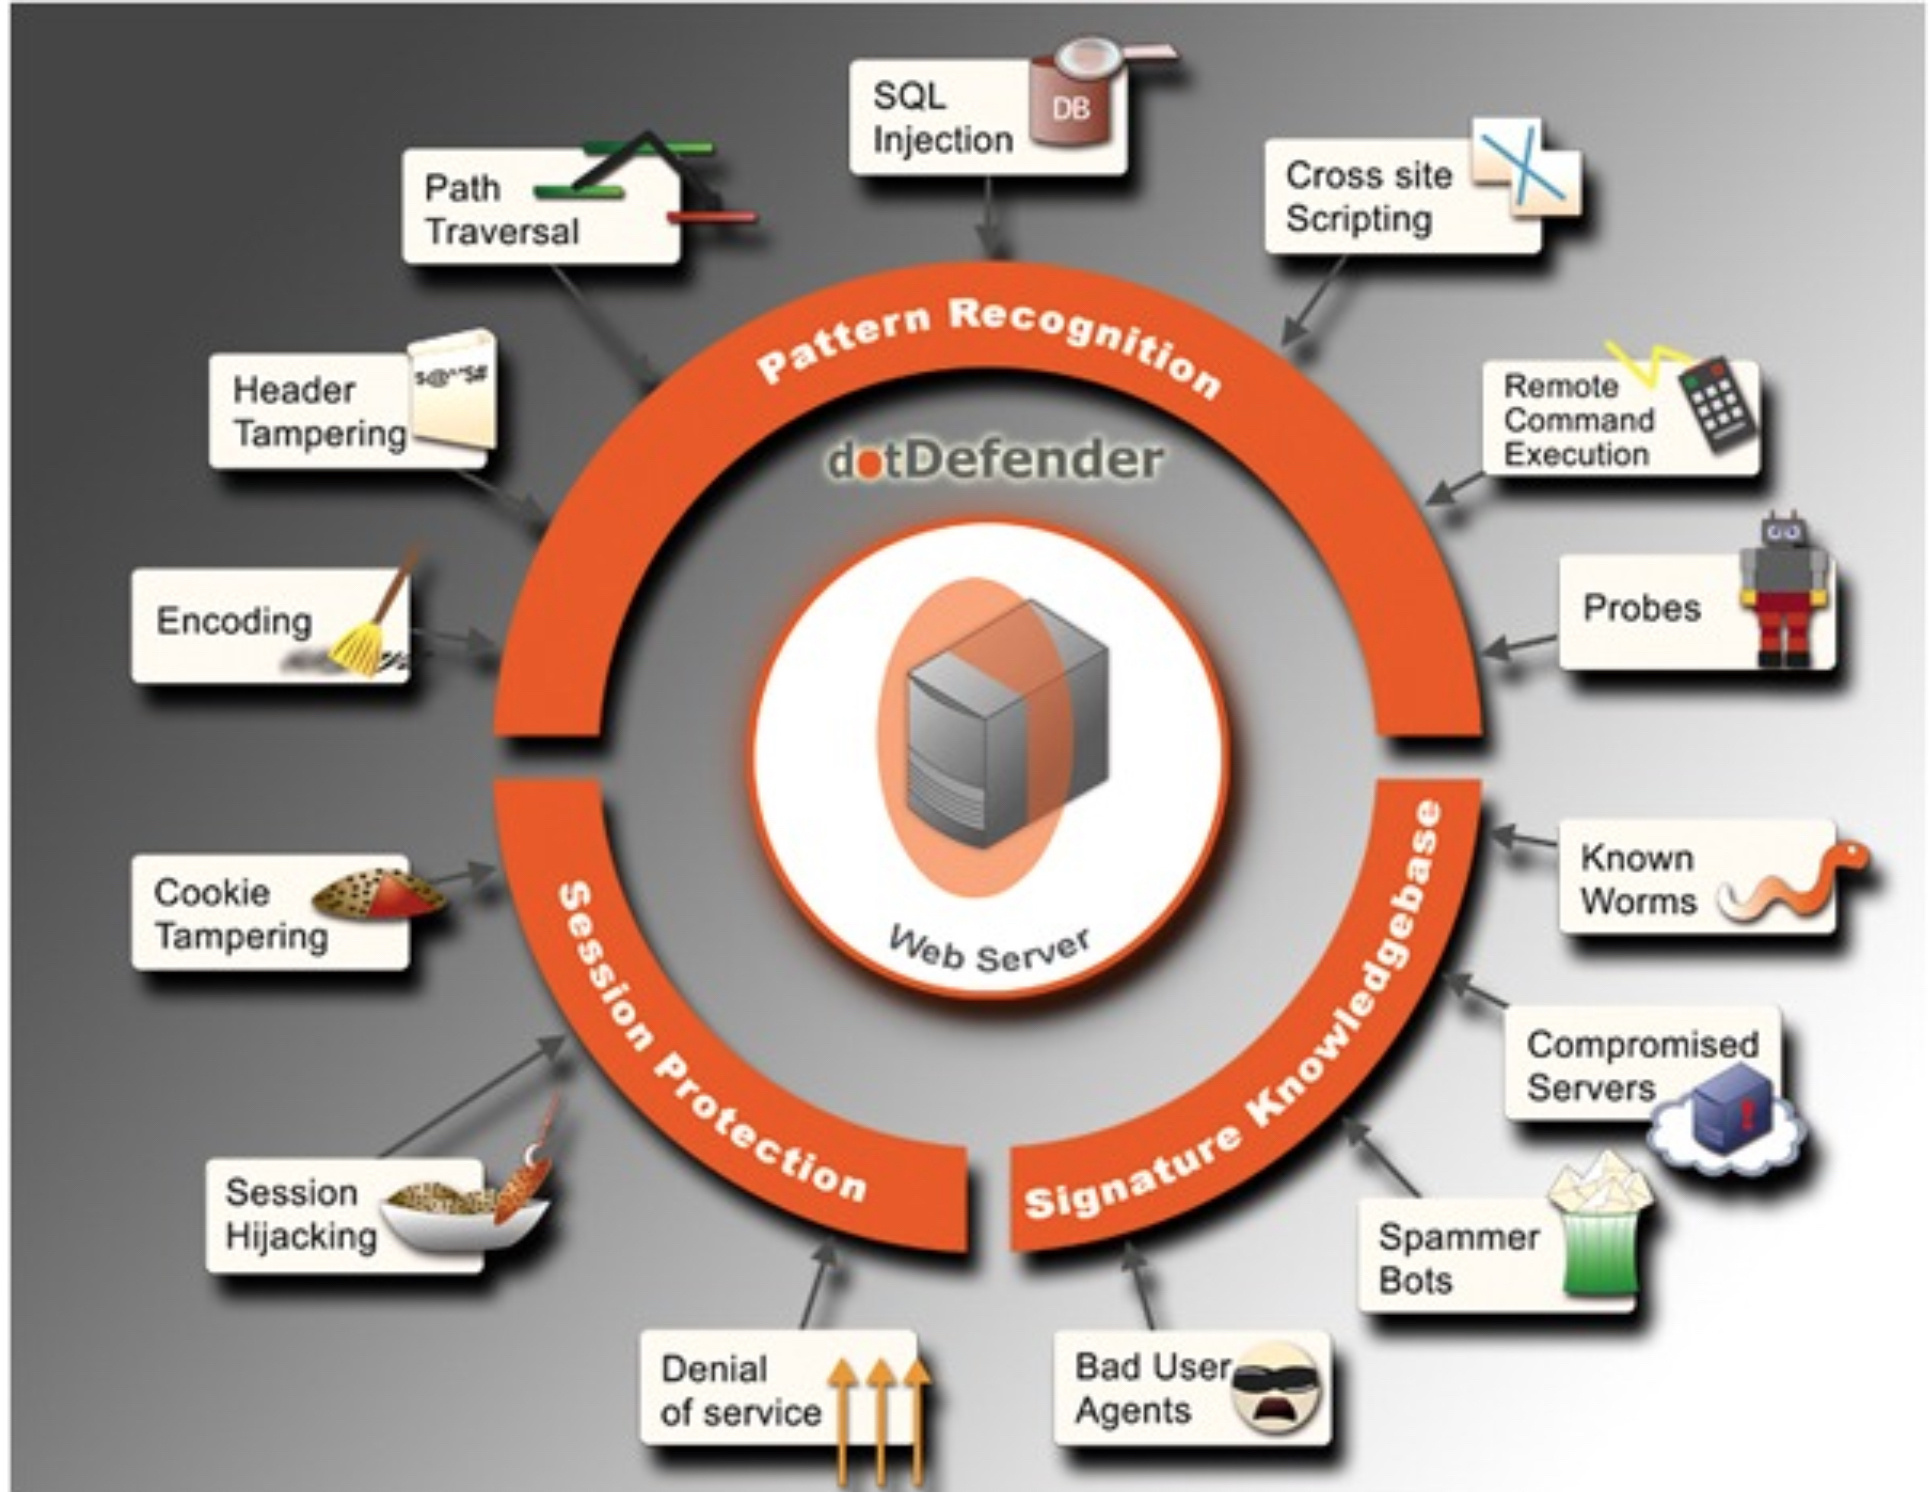 SQL
Injection
DB
Path
Traversal
Cross site
Scripting
Header
Tampering
$@^*$#
Remote
Command
Execution
Encoding
Probes
Pattern Recognition
dotDefender
Web Server
Cookie
Tampering
Known
Worms
Session Protection
Signature Knowledgebase
Compromised
Servers
!
Session
Hijacking
Spammer
Bots
Denial
of service
Bad User
Agents